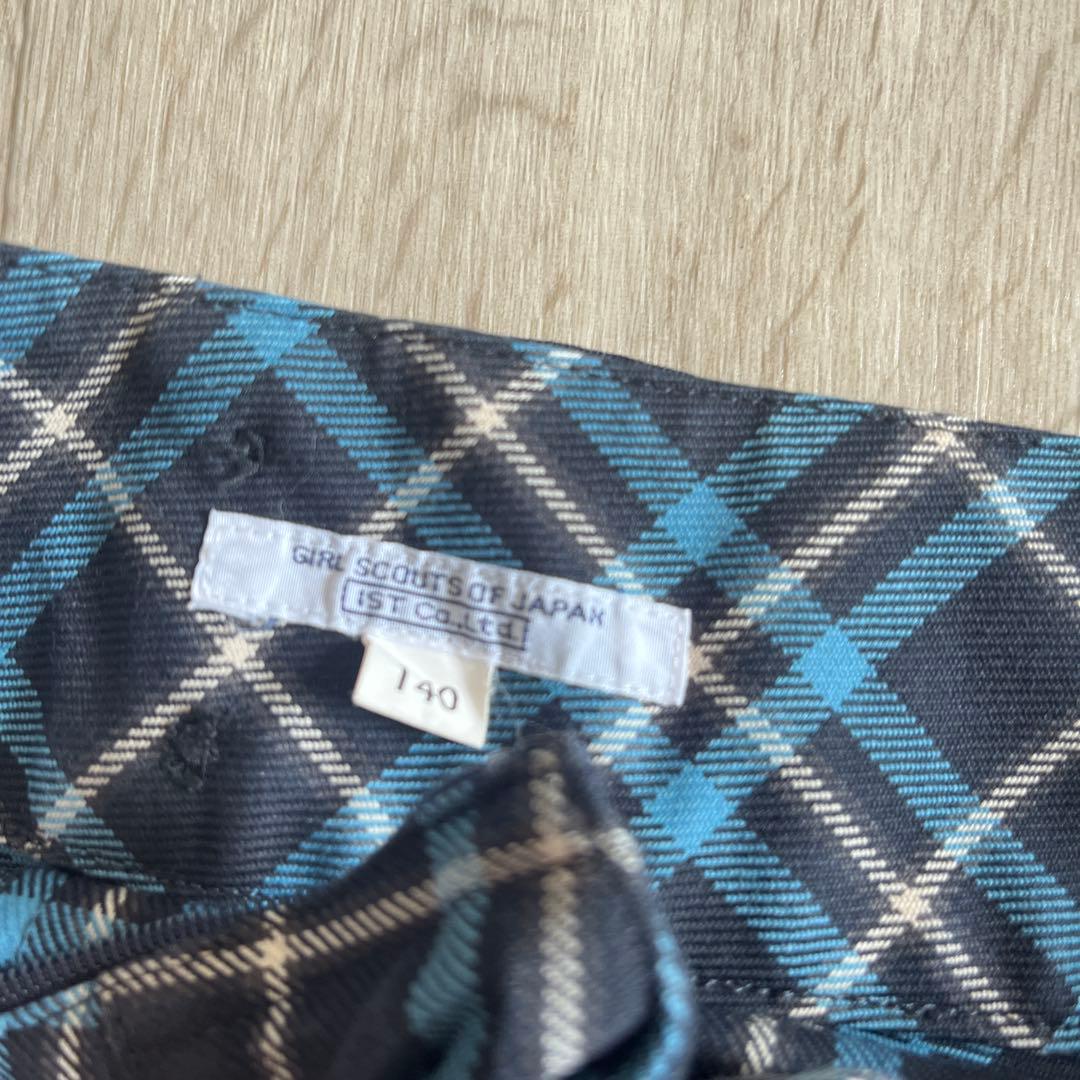 GIRL SCOUTS OF JAPAN
IST Co.,Ltd
140